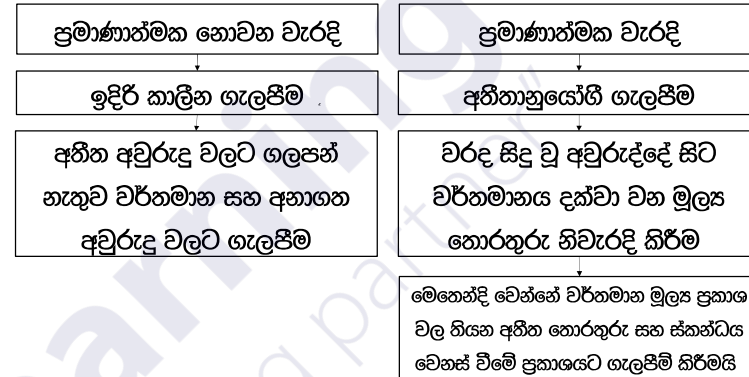 ප්‍රමාණාත්මක නොවන වැරදි
ඉදිරි කාලීන ගැලපීම
අතීත අවුරුදු වලට ගලපන්
නැතුව වර්තමාන සහ අනාගත
අවුරුදු වලට ගැලපීම
ප්‍රමාණාත්මක වැරදි
අතීතානුයෝගී ගැලපීම
වරද සිදු වූ අවුරුද්දේ සිට
වර්තමානය දක්වා වන මූල්‍ය
තොරතුරු නිවැරදි කිරීම
මෙතෙන්දි වෙන්නේ වර්තමාන මූල්‍ය ප්‍රකාශ
වල තියන අතීත තොරතුරු සහ ස්කන්ධය
වෙනස් වීමේ ප්‍රකාශයට ගැලපීම් කිරීමයි
arning
g partner”